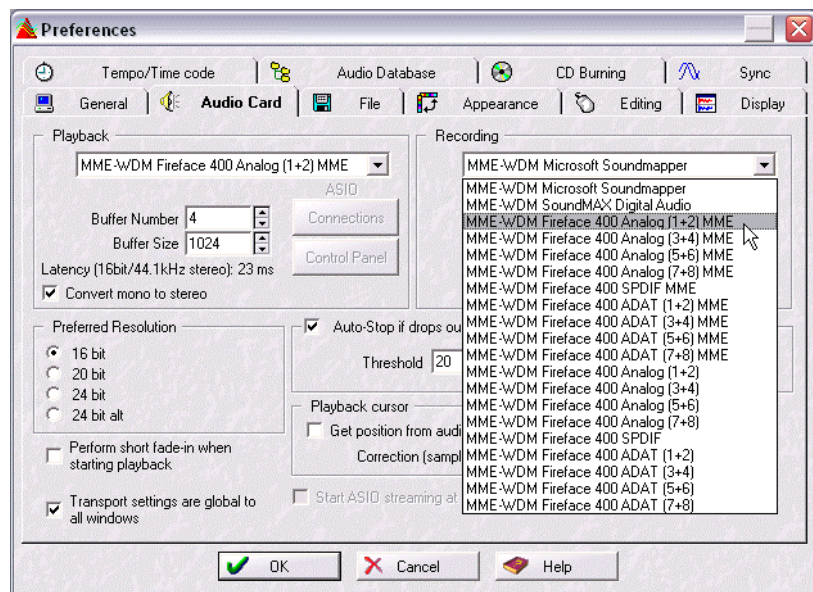 Preferences
Tempo/Time code
Audio Database
CD Burning
Sync
General
Audio Card
File
Appearance
Editing
Display
Playback
MME-WDM Fireface 400 Analog (1+2) MME
ASIO
Buffer Number 4
Connections
Buffer Size 1024
Control Panel
Latency (16bit/44.1kHz stereo): 23 ms
Convert mono to stereo
Recording
MME-WDM Microsoft Soundmapper
MME-WDM Microsoft Soundmapper
MME-WDM SoundMAX Digital Audio
MME-WDM Fireface 400 Analog (1+2) MME
MME-WDM Fireface 400 Analog (3+4) MME
MME-WDM Fireface 400 Analog (5+6) MME
MME-WDM Fireface 400 Analog (7+8) MME
MME-WDM Fireface 400 SPDIF MME
MME-WDM Fireface 400 ADAT (1+2) MME
MME-WDM Fireface 400 ADAT (3+4) MME
MME-WDM Fireface 400 ADAT (5+6) MME
MME-WDM Fireface 400 ADAT (7+8) MME
MME-WDM Fireface 400 Analog (1+2)
MME-WDM Fireface 400 Analog (3+4)
MME-WDM Fireface 400 Analog (5+6)
MME-WDM Fireface 400 Analog (7+8)
MME-WDM Fireface 400 SPDIF
MME-WDM Fireface 400 ADAT (1+2)
MME-WDM Fireface 400 ADAT (3+4)
MME-WDM Fireface 400 ADAT (5+6)
MME-WDM Fireface 400 ADAT (7+8)
Preferred Resolution
16 bit
20 bit
24 bit
24 bit alt
Auto-Stop if drops ou
Threshold 20
Playback cursor
Get position from audi
Correction (sampl
Perform short fade-in when
starting playback
Transport settings are global to
all windows
Start ASIO streaming at
OK
Cancel
Help